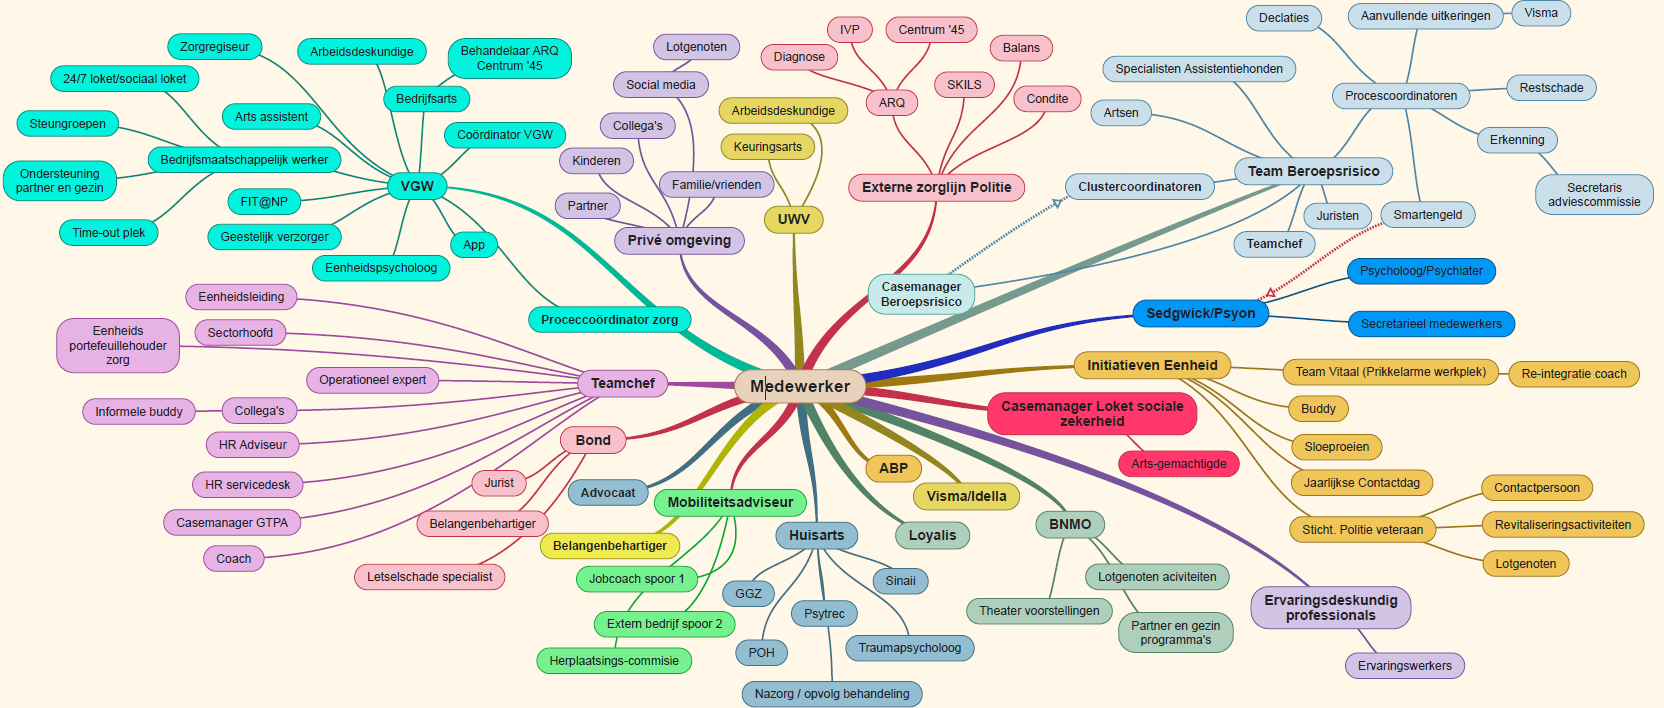 Zorgregiseur
Arbeidsdeskundige
Behandelaar ARQ
Centrum '45
24/7 loket/sociaal loket
Bedrijfsarts
Steungroepen
Arts assistent
Coördinator VGW
Bedrijfsmaatschappelijk werker
Ondersteuning
partner en gezin
VGW
FIT@NP
Time-out plek
Geestelijk verzorger
App
Eenheidspsycholoog
Proceccoördinator zorg
Lotgenoten
Social media
Collega's
Kinderen
Familie/vrienden
Partner
Privé omgeving
Arbeidsdeskundige
Keuringsarts
UWV
IVP
Centrum '45
Diagnose
Balans
SKILS
ARQ
Condite
Externe zorglijn Politie
Declaties
Aanvullende uitkeringen
Visma
Specialisten Assistentiehonden
Procescoordinatoren
Restschade
Artsen
Erkenning
Team Beroepsrisico
Clustercoordinatoren
Secretaris
adviescommissie
Juristen
Smartengeld
Teamchef
Casemanager
Beroepsrisico
Psycholoog/Psychiater
Sedgwick/Psyon
Secretarieel medewerkers
Eenheidsleiding
Sectorhoofd
Eenheids
portefeuillehouder
zorg
Operationeel expert
Teamchef
Informele buddy
Collega's
HR Adviseur
HR servicedesk
Casemanager GTPA
Coach
Medewerker
Initiatieven Eenheid
Team Vitaal (Prikkelarme werkplek)
Re-integratie coach
Buddy
Sloeproeien
Jaarlijkse Contactdag
Sticht. Politie veteraan
Contactpersoon
Revitaliseringsactiviteiten
Lotgenoten
Casemanager Loket sociale
zekerheid
Arts-gemachtigde
Bond
Jurist
Belangenbehartiger
Letselschade specialist
Advocaat
Belangenbehartiger
Mobiliteitsadviseur
Jobcoach spoor 1
Extern bedrijf spoor 2
Herplaatsings-commisie
Huisarts
GGZ
Sinaii
Psytrec
POH
Traumapsycholoog
Nazorg / opvolg behandeling
ABP
Visma/Idella
Loyalis
BNMO
Lotgenoten aciviteiten
Theater voorstellingen
Partner en gezin
programma's
Ervaringsdeskundig
professionals
Ervaringswerkers